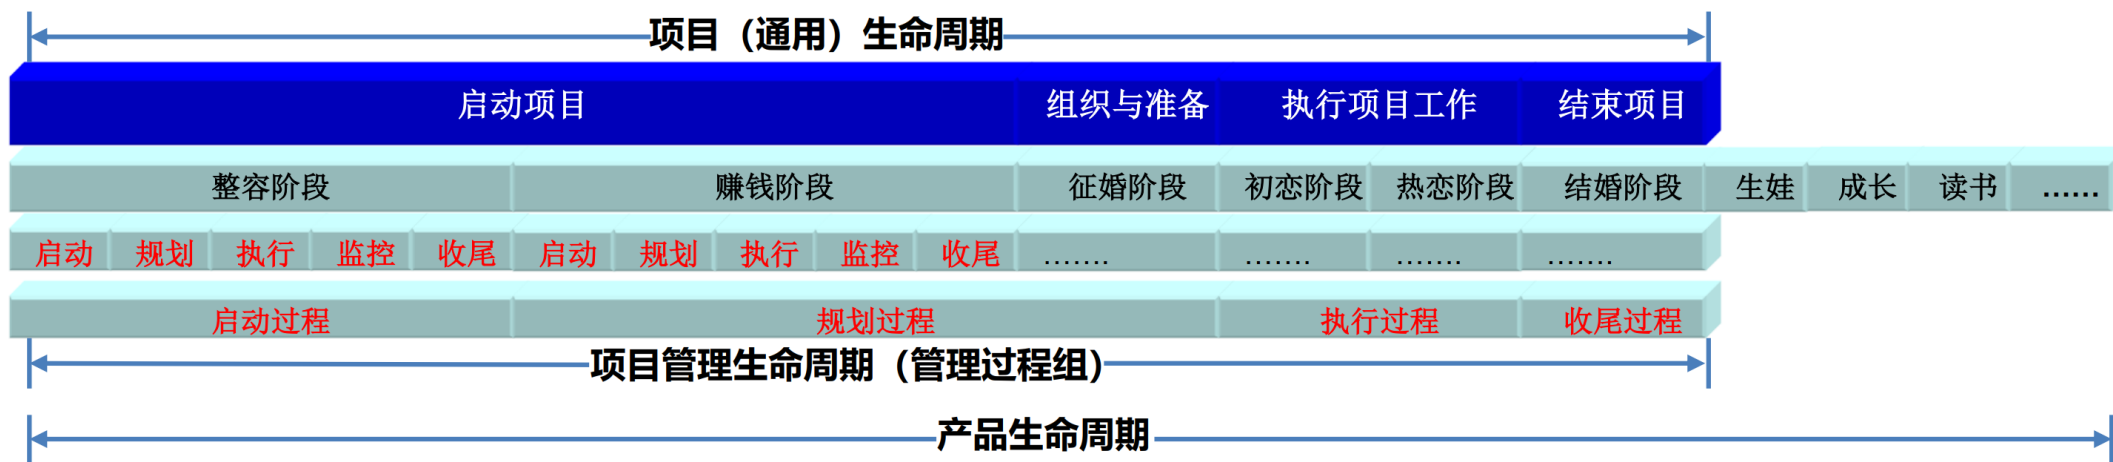 项目（通用）生命周期
启动项目 组织与准备 执行项目工作 结束项目
整容阶段 赚钱阶段 征婚阶段 初恋阶段 热恋阶段 结婚阶段 生娃 成长 读书 ……
启动 规划 执行 监控 收尾 启动 规划 执行 监控 收尾 ……. ……. ……. …….
启动过程 规划过程 执行过程 收尾过程
项目管理生命周期（管理过程组）
产品生命周期